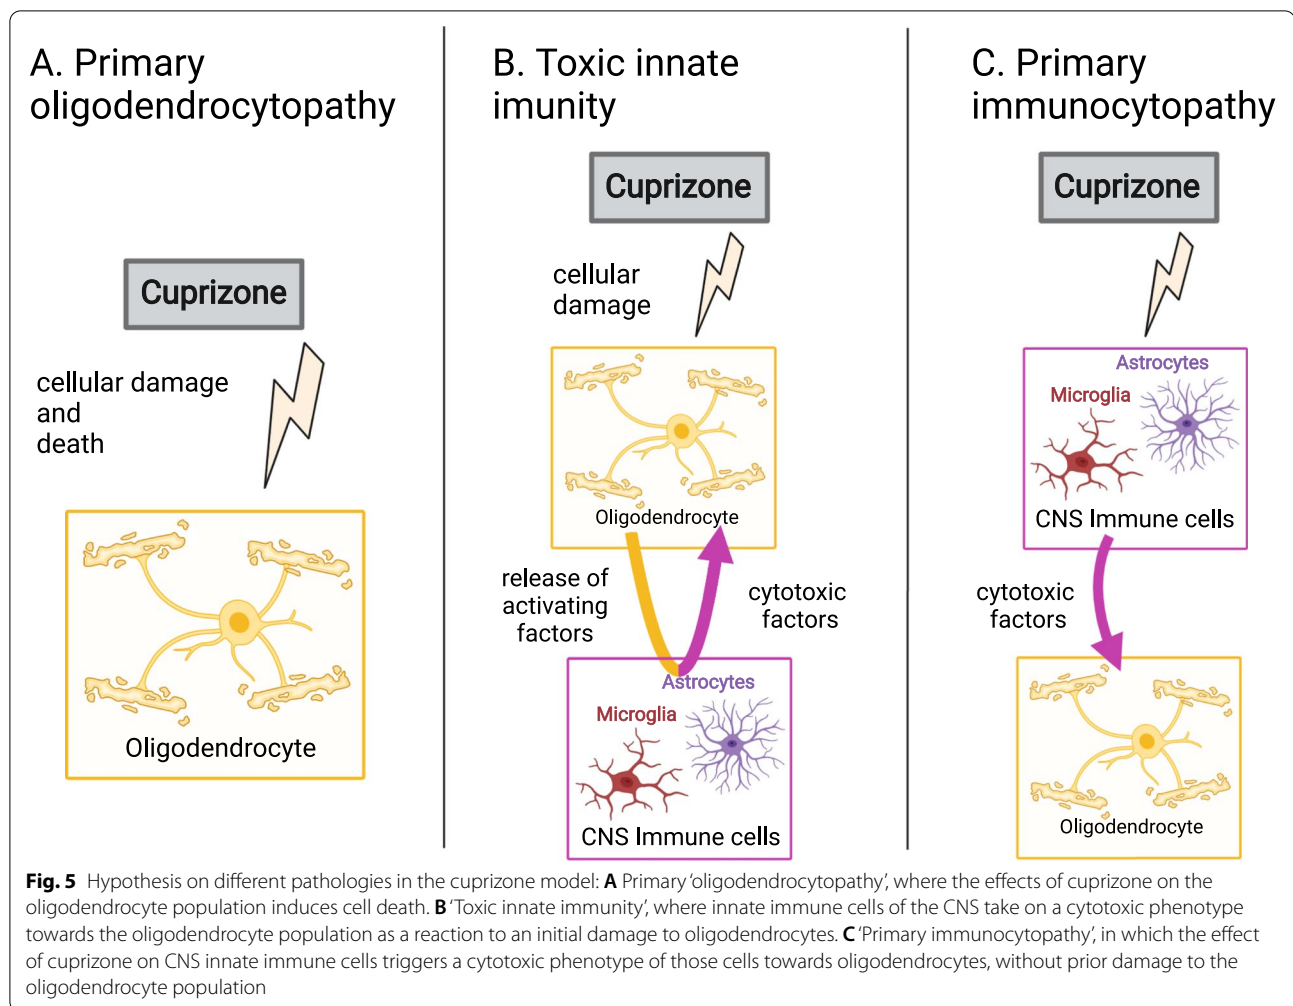 A. Primary
oligodendrocytopathy
Cuprizone
cellular damage
and
death
Oligodendrocyte
B. Toxic innate
imunity
Cuprizone
cellular
damage
Oligodendrocyte
release of
activating
factors
cytotoxic
factors
Astrocytes
Microglia
CNS Immune cells
C. Primary
immunocytopathy
Cuprizone
Astrocytes
Microglia
CNS Immune cells
cytotoxic
factors
Oligodendrocyte
Fig. 5 Hypothesis on different pathologies in the cuprizone model: A Primary ‘oligodendrocytopathy’, where the effects of cuprizone on the
oligodendrocyte population induces cell death. B ‘Toxic innate immunity’, where innate immune cells of the CNS take on a cytotoxic phenotype
towards the oligodendrocyte population as a reaction to an initial damage to oligodendrocytes. C ‘Primary immunocytopathy’, in which the effect
of cuprizone on CNS innate immune cells triggers a cytotoxic phenotype of those cells towards oligodendrocytes, without prior damage to the
oligodendrocyte population